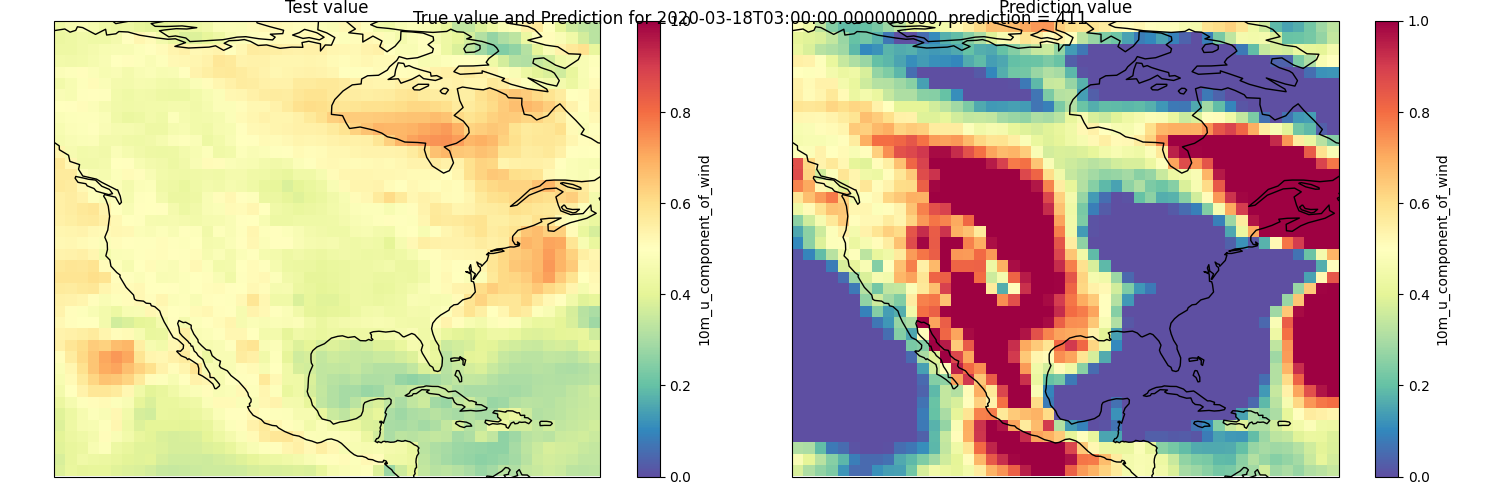 Test value
Prediction value
True value and Prediction for 2020-03-18T03:00:00.000000000, prediction = 411
1.0
0.8
0.6
0.4
0.2
0.0
10m_u_component_of_wind
1.0
0.8
0.6
0.4
0.2
0.0
10m_u_component_of_wind